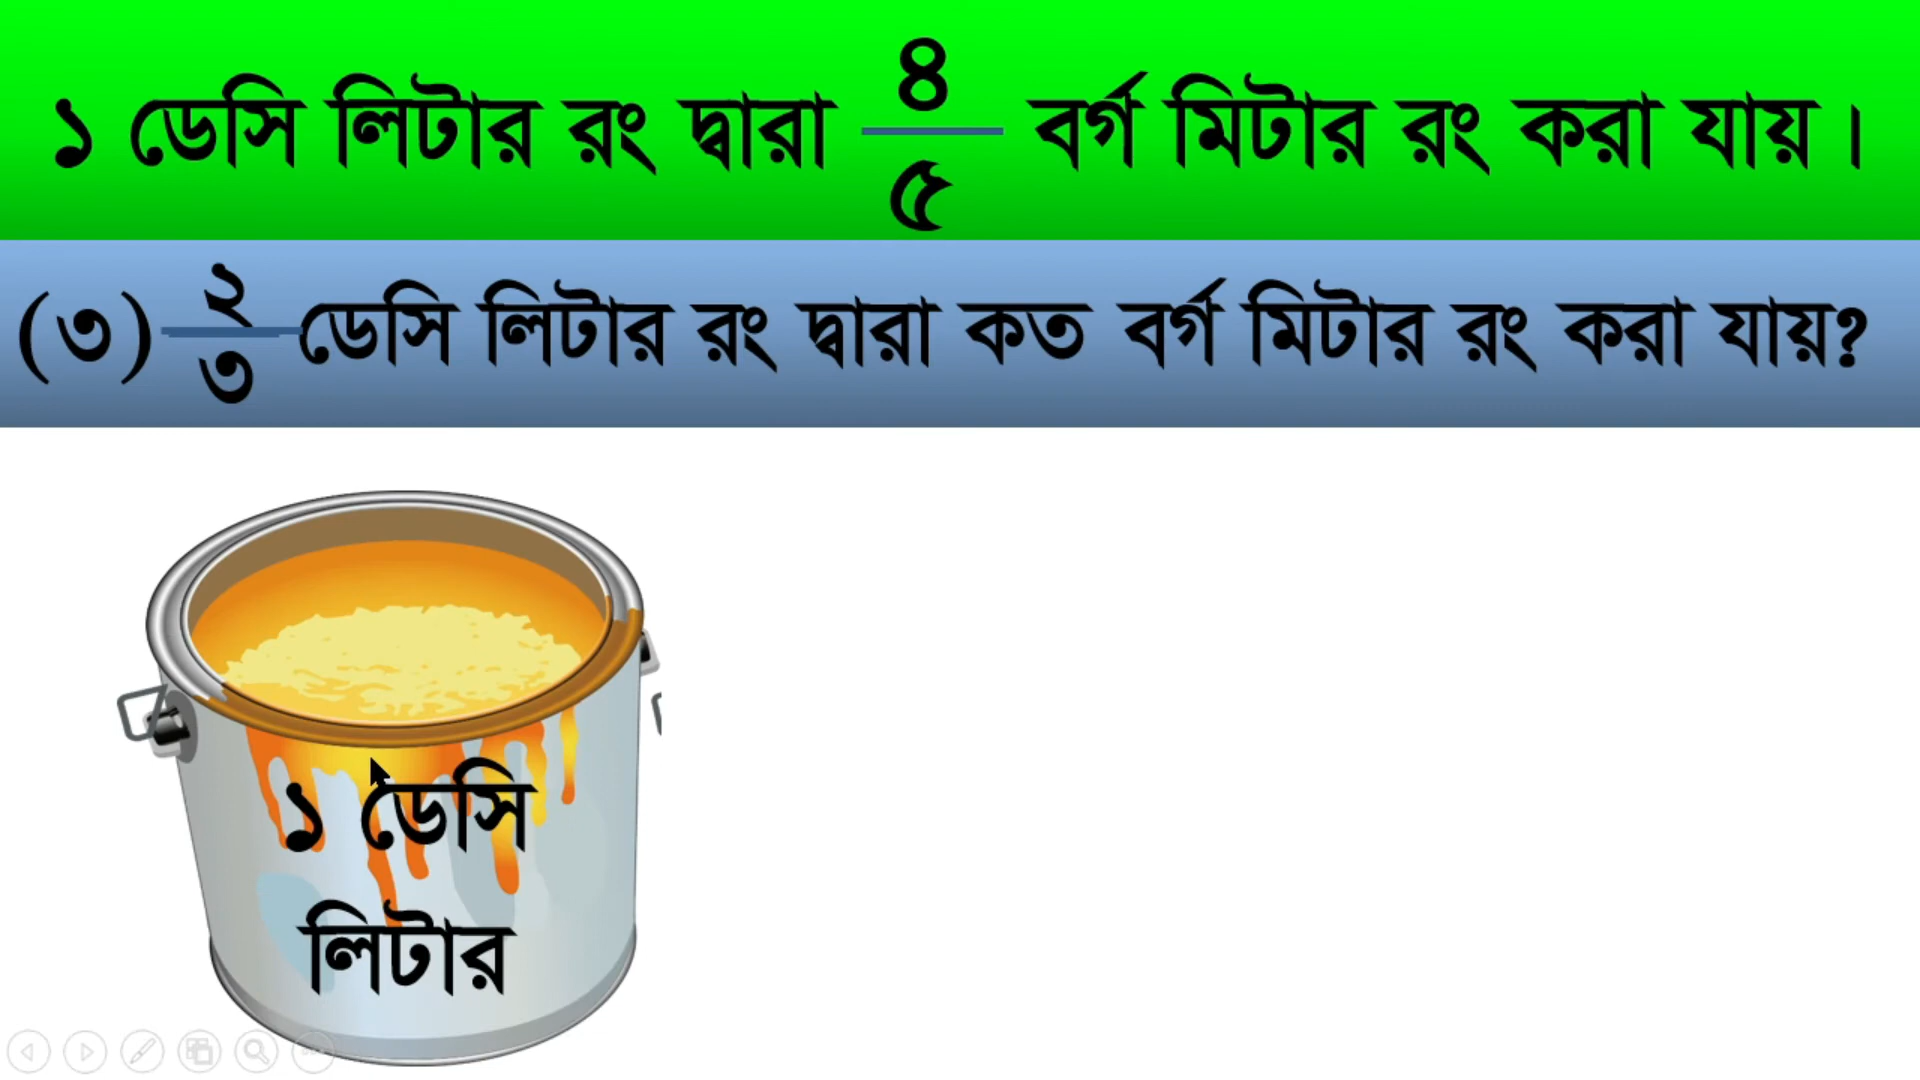 ১ ডেসি লিটার রং দ্বারা ৪/৫ বর্গ মিটার রং করা যায়।
(৩) ২/৩ ডেসি লিটার রং দ্বারা কত বর্গ মিটার রং করা যায়?
১ ডেসি
লিটার